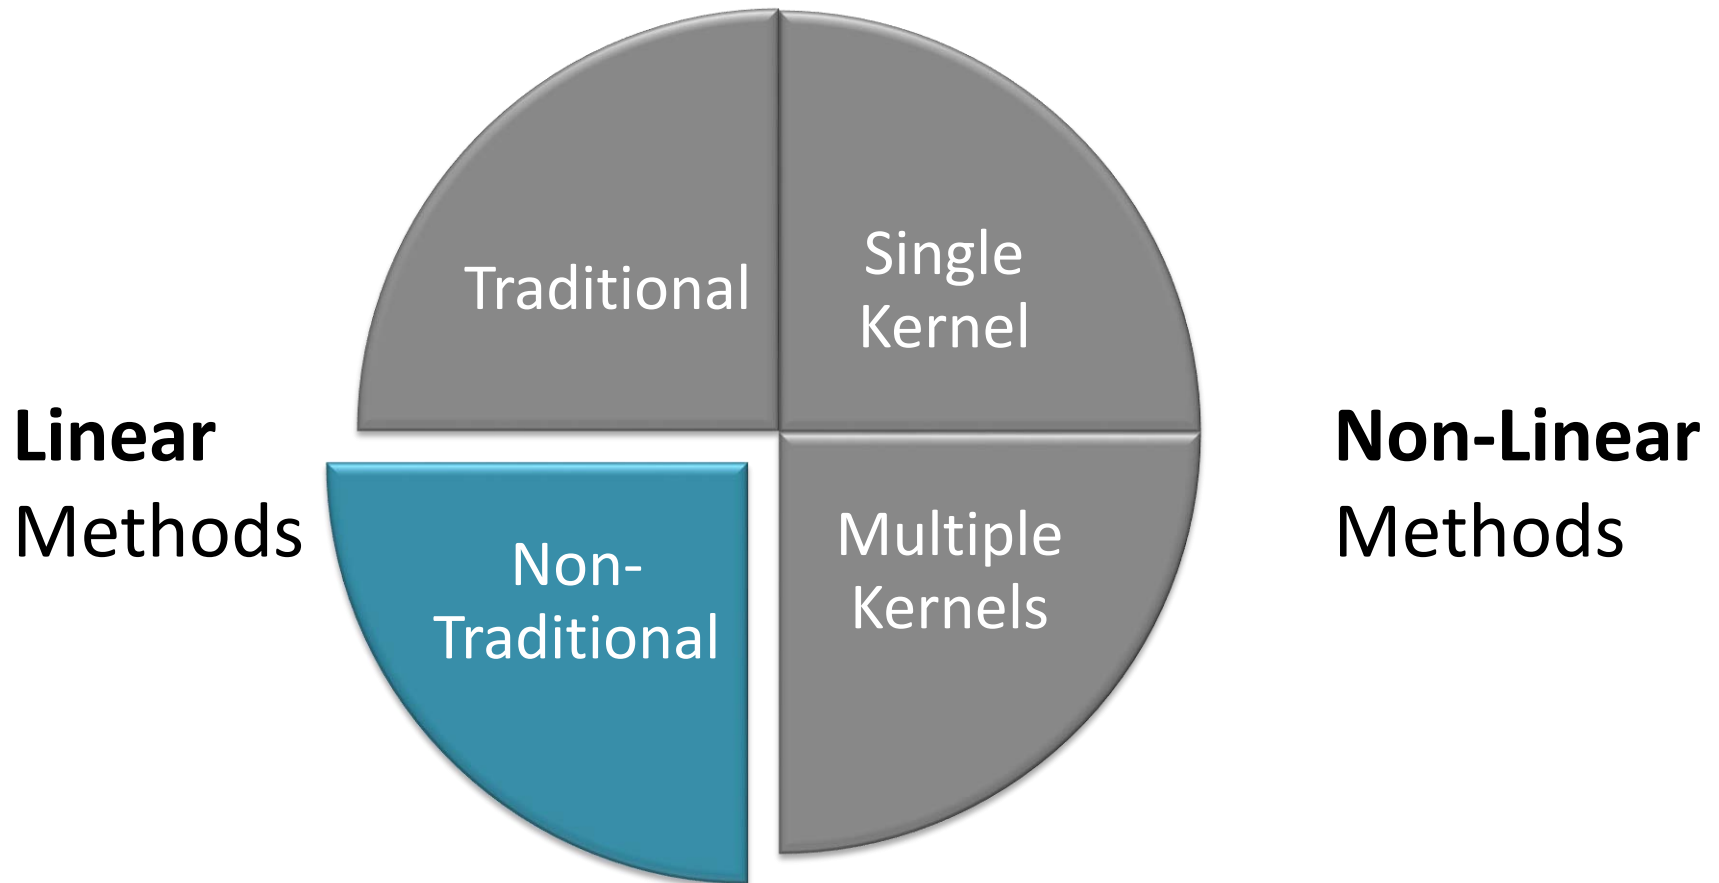 Linear
Methods
Traditional
Non-
Traditional
Single
Kernel
Multiple
Kernels
Non-Linear
Methods